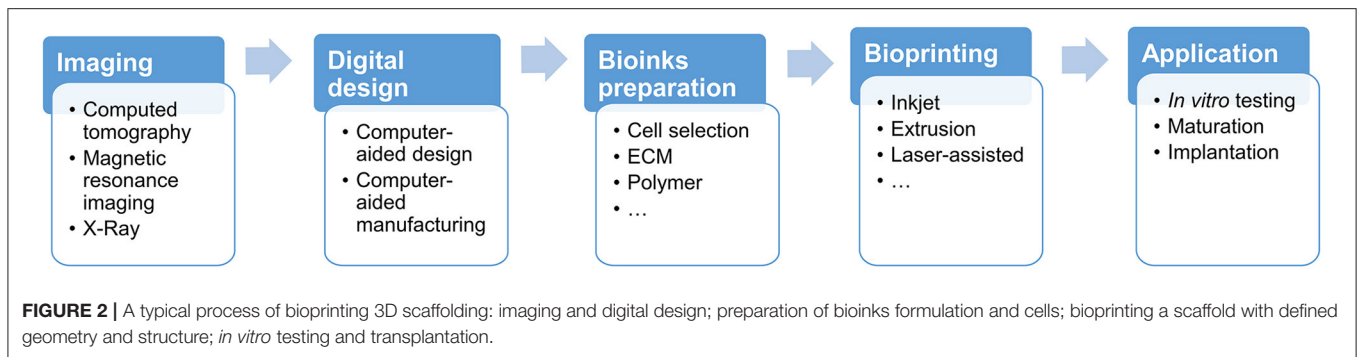 Imaging
• Computed
tomography
• Magnetic
resonance
imaging
• X-Ray
Digital
design
• Computer-
aided design
• Computer-
aided
manufacturing
Bioinks
preparation
• Cell selection
• ECM
• Polymer
• …
Bioprinting
• Inkjet
• Extrusion
• Laser-assisted
• …
Application
• In vitro testing
• Maturation
• Implantation
FIGURE 2 | A typical process of bioprinting 3D scaffolding: imaging and digital design; preparation of bioinks formulation and cells; bioprinting a scaffold with defined
geometry and structure; in vitro testing and transplantation.